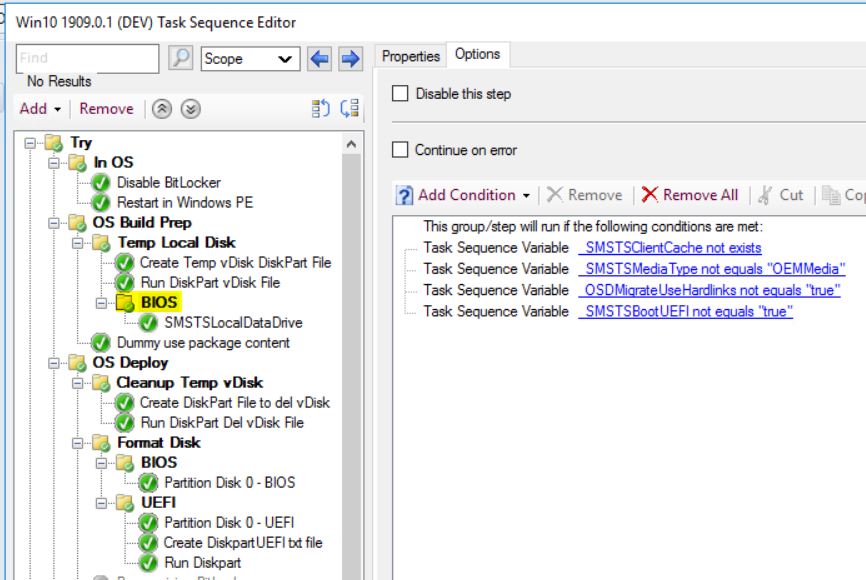 Win10 1909.0.1 (DEV) Task Sequence Editor
Find
Scope
No Results
Add
Remove
Try
In OS
Disable BitLocker
Restart in Windows PE
OS Build Prep
Temp Local Disk
Create Temp vDisk DiskPart File
Run DiskPart vDisk File
BIOS
SMSTSLocalDataDrive
Dummy use package content
OS Deploy
Cleanup Temp vDisk
Create DiskPart File to del vDisk
Run DiskPart Del vDisk File
Format Disk
BIOS
Partition Disk 0 - BIOS
UEFI
Partition Disk 0 - UEFI
Create DiskpartUEFI txt file
Run Diskpart
Properties Options
Disable this step
Continue on error
Add Condition Remove Remove All Cut Cop
This group/step will run if the following conditions are met:
Task Sequence Variable SMSTSClientCache not exists
Task Sequence Variable SMSTSMediaType not equals "OEMMedia"
Task Sequence Variable OSDMigrateUseHardlinks not equals "true"
Task Sequence Variable SMSTSBootUEFI not equals "true"